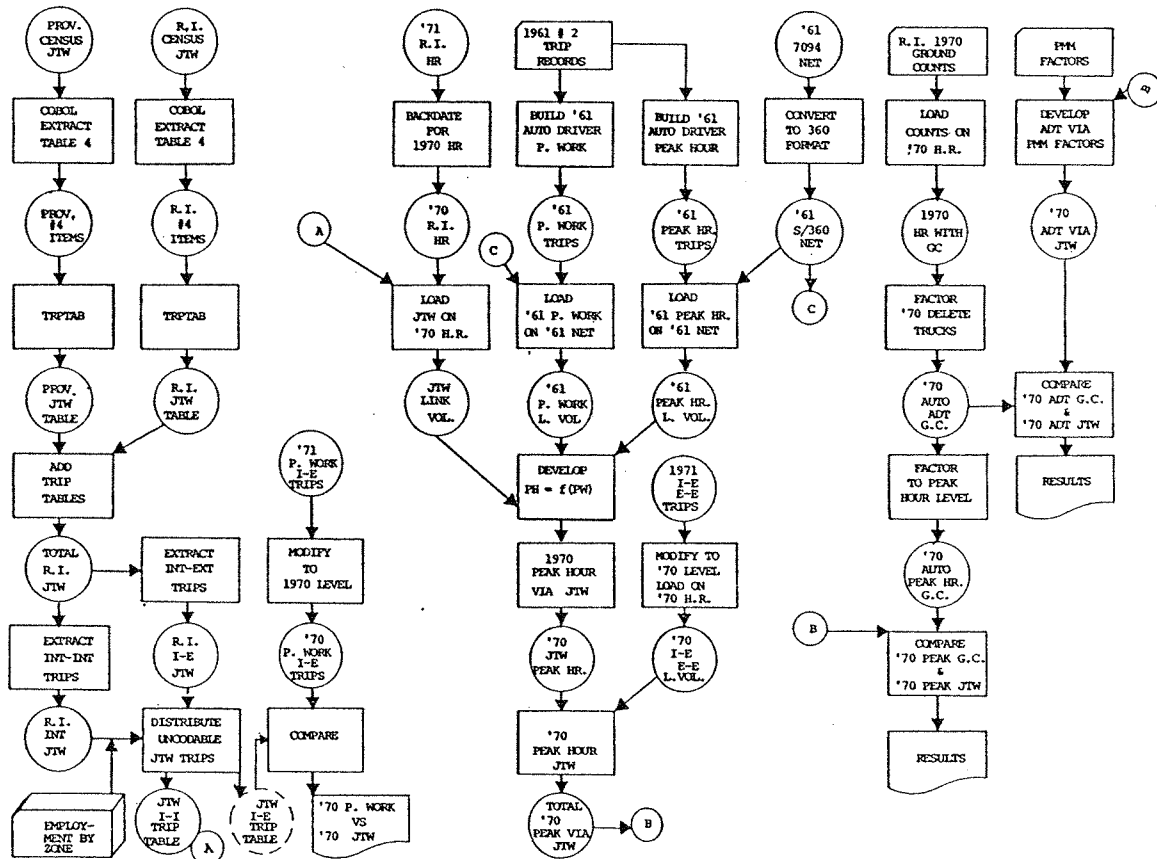 PROV.
CENSUS
JTW
COBOL
EXTRACT
TABLE 4
PROV.
#4
ITEMS
TRPTAB
PROV.
JTW
TABLE
R.I.
CENSUS
JTW
COBOL
EXTRACT
TABLE 4
R.I.
#4
ITEMS
TRPTAB
R.I.
JTW
TABLE
ADD
TRIP
TABLES
TOTAL
R.I.
JTW
EXTRACT
INT-INT
TRIPS
R.I.
INT
JTW
EMPLOY-
MENT BY
ZONE
EXTRACT
INT-EXT
TRIPS
R.I.
I-E
JTW
DISTRIBUTE
UNCODABLE
JTW TRIPS
JTW
I-I
TRIP
TABLE
A
JTW
I-E
TRIP
TABLE
'71
P. WORK
I-E
TRIPS
MODIFY
TO
1970 LEVEL
'70
P. WORK
I-E
TRIPS
COMPARE
'70 P. WORK
VS
'70 JTW
'71
R.I.
HR
BACKDATE
FOR
1970 HR
'70
R.I.
HR
A
LOAD
JTW ON
'70 H.R.
JTW
LINK
VOL.
1961 # 2
TRIP
RECORDS
BUILD '61
AUTO DRIVER
P. WORK
'61
P. WORK
TRIPS
C
LOAD
'61 P. WORK
ON '61 NET
'61
P. WORK
L. VOL
BUILD '61
AUTO DRIVER
PEAK HOUR
'61
PEAK HR.
TRIPS
LOAD
'61 PEAK HR.
ON '61 NET
'61
PEAK HR.
L. VOL.
'61
7094
NET
CONVERT
TO 360
FORMAT
'61
S/360
NET
C
DEVELOP
PH = f(PW)
1970
PEAK HOUR
VIA JTW
'70
JTW
PEAK HR.
1971
I-E
E-E
TRIPS
MODIFY TO
'70 LEVEL
LOAD ON
'70 H.R.
'70
I-E
E-E
L.VOL.
'70
PEAK HOUR
JTW
TOTAL
'70
PEAK VIA
JTW
B
R.I. 1970
GROUND
COUNTS
LOAD
COUNTS ON
'70 H.R.
1970
HR WITH
GC
FACTOR
'70 DELETE
TRUCKS
'70
AUTO
ADT
G.C.
FACTOR
TO PEAK
HOUR LEVEL
'70
AUTO
PEAK HR.
G.C.
B
COMPARE
'70 PEAK G.C.
&
'70 PEAK JTW
RESULTS
PMM
FACTORS
B
DEVELOP
ADT VIA
PMM FACTORS
'70
ADT VIA
JTW
COMPARE
'70 ADT G.C.
&
'70 ADT JTW
RESULTS